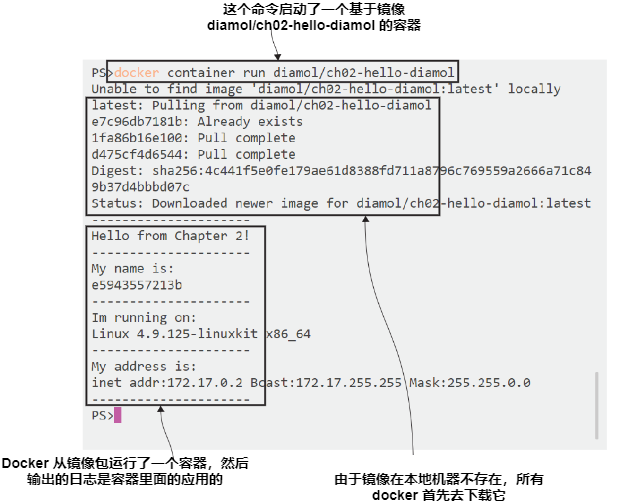 这个命令启动了一个基于镜像
diamol/ch02-hello-diamol 的容器
PS>docker container run diamol/ch02-hello-diamol
Unable to find image 'diamol/ch02-hello-diamol:latest' locally
latest: Pulling from diamol/ch02-hello-diamol
e7c96db7181b: Already exists
1fa86b16e100: Pull complete
d475cf4d6544: Pull complete
Digest: sha256:4c441f5e0fe179ae61d8388fd711a8796c769559a2666a71c84
9b37d4bbbd07c
Status: Downloaded newer image for diamol/ch02-hello-diamol:latest
---------------------
Hello from Chapter 2!
---------------------
My name is:
e5943557213b
---------------------
Im running on:
Linux 4.9.125-linuxkit x86_64
---------------------
My address is:
inet addr:172.17.0.2 Bcast:172.17.255.255 Mask:255.255.0.0
---------------------
PS>
Docker 从镜像包运行了一个容器，然后
输出的日志是容器里面的应用的
由于镜像在本地机器不存在，所有
docker 首先去下载它